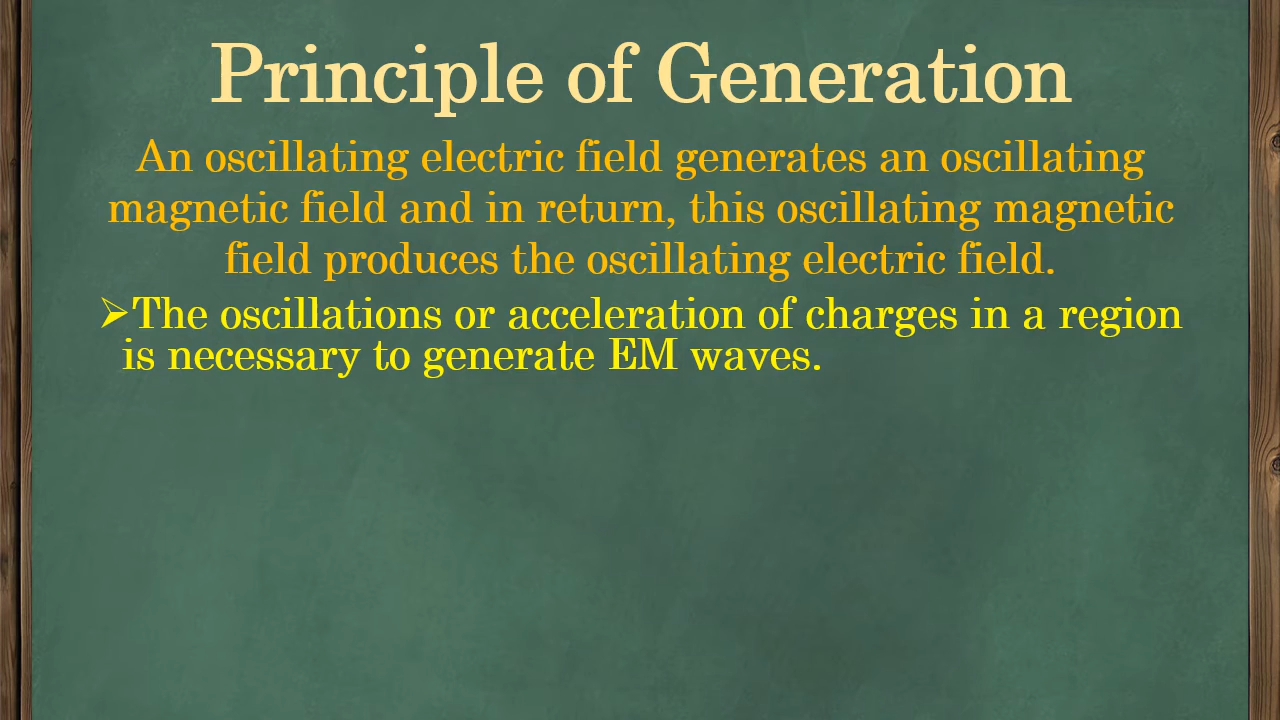 Principle of Generation
An oscillating electric field generates an oscillating
magnetic field and in return, this oscillating magnetic
field produces the oscillating electric field.
➢The oscillations or acceleration of charges in a region
is necessary to generate EM waves.